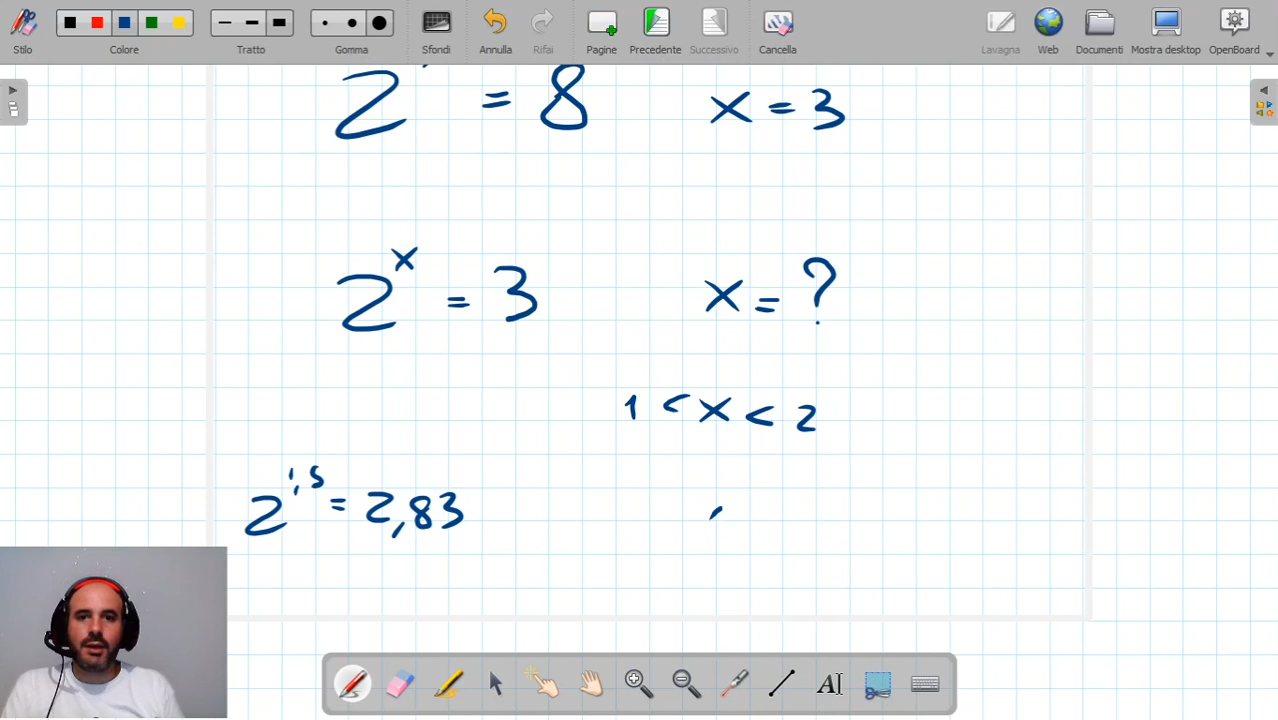 Stilo Colore Tratto Gomma Sfondi Annulla Rifai Pagine Precedente Successivo Cancella Lavagna Web Documenti Mostra desktop OpenBoard
2 = 8 x = 3
2^x = 3 x = ?
1 < x < 2
2^1,5 = 2,83